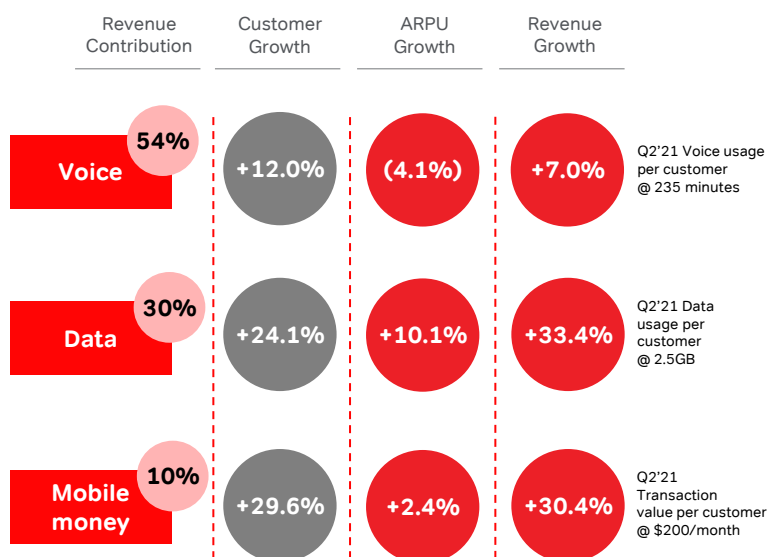 Revenue
Contribution
Customer
Growth
ARPU
Growth
Revenue
Growth
Voice
54%
+12.0%
(4.1%)
+7.0%
Q2’21 Voice usage
per customer
@ 235 minutes
Data
30%
+24.1%
+10.1%
+33.4%
Q2’21 Data
usage per
customer
@ 2.5GB
Mobile
money
10%
+29.6%
+2.4%
+30.4%
Q2’21
Transaction
value per customer
@ $200/month